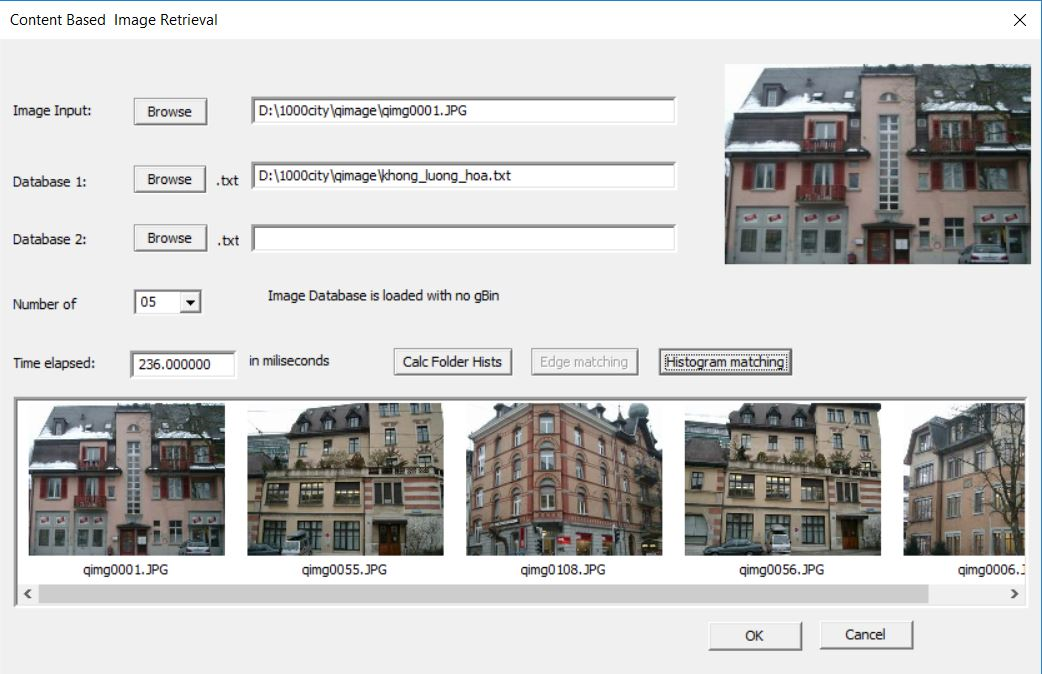 Content Based  Image Retrieval
Image Input:
Browse
D:\1000city\qimage\qimg0001.JPG
Database 1:
Browse
.txt
D:\1000city\qimage\khong_luong_hoa.txt
Database 2:
Browse
.txt
Number of
05
Image Database is loaded with no gBin
Time elapsed:
236.000000
in miliseconds
Calc Folder Hists
Edge matching
Histogram matching
qimg0001.JPG
qimg0055.JPG
qimg0108.JPG
qimg0056.JPG
qimg0006.J
OK
Cancel